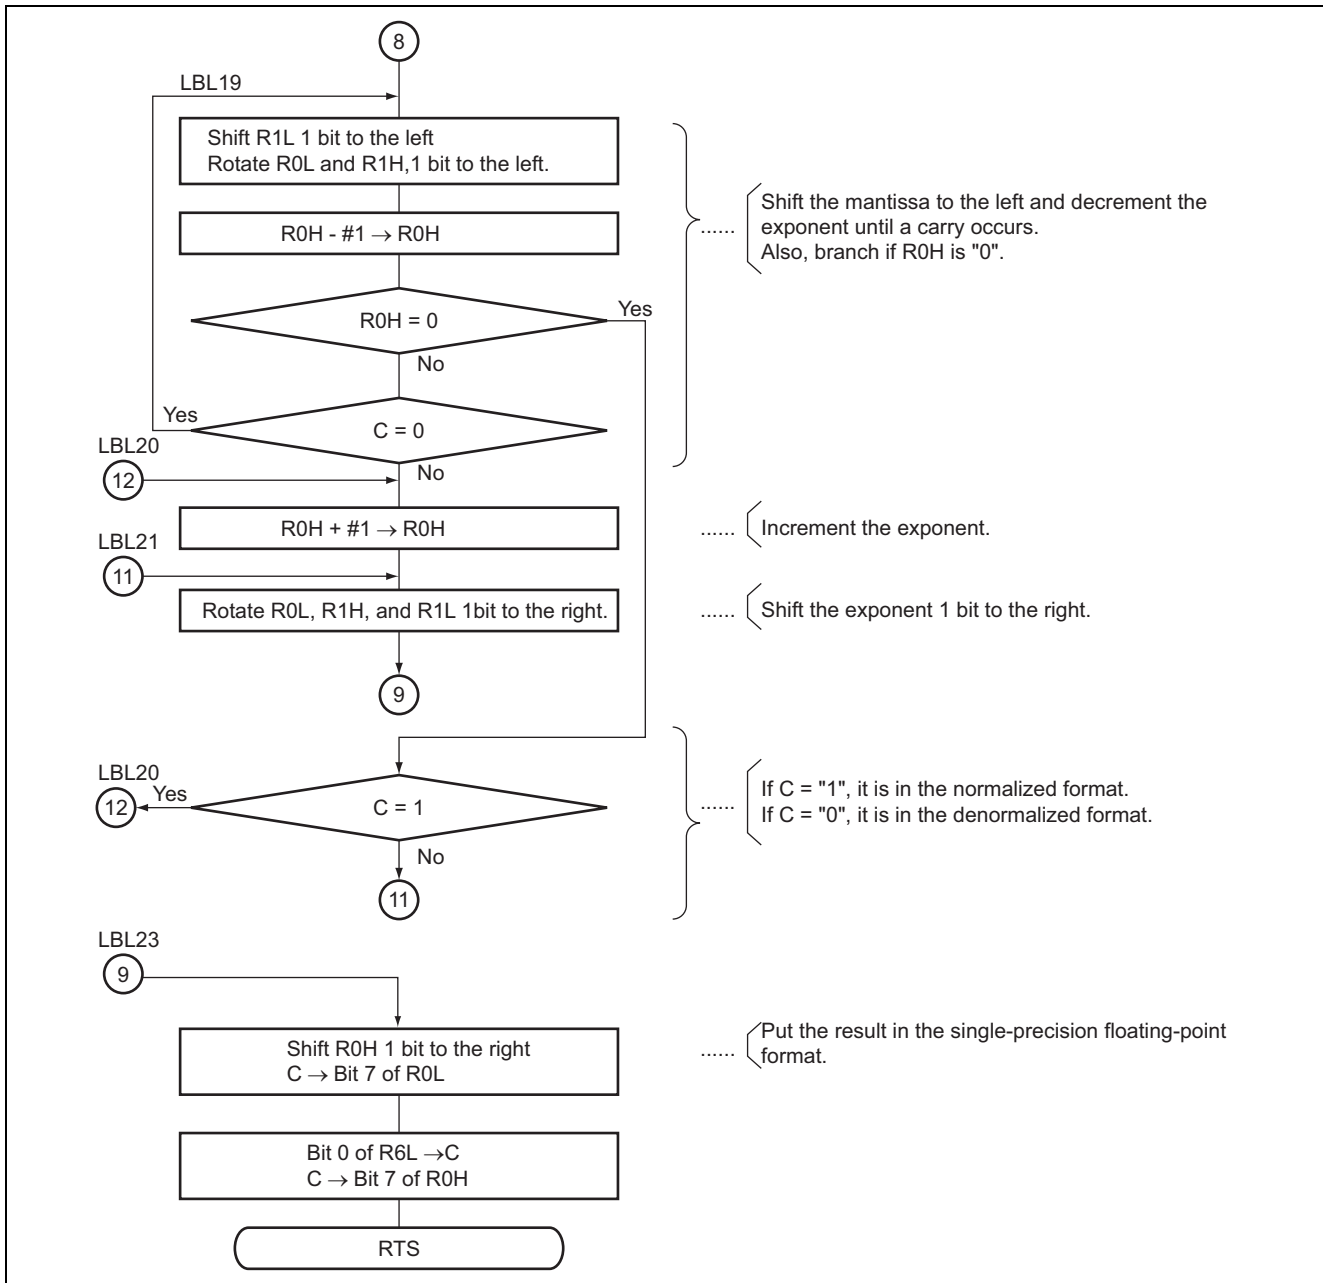 8
LBL19
Shift R1L 1 bit to the left
Rotate R0L and R1H,1 bit to the left.
R0H - #1 → R0H
...... Shift the mantissa to the left and decrement the
exponent until a carry occurs.
Also, branch if R0H is "0".
R0H = 0
Yes
No
C = 0
Yes
No
LBL20
12
R0H + #1 → R0H
...... Increment the exponent.
LBL21
11
Rotate R0L, R1H, and R1L 1bit to the right.
...... Shift the exponent 1 bit to the right.
9
LBL20
12
Yes
C = 1
...... If C = "1", it is in the normalized format.
If C = "0", it is in the denormalized format.
No
11
LBL23
9
Shift R0H 1 bit to the right
C → Bit 7 of R0L
...... Put the result in the single-precision floating-point
format.
Bit 0 of R6L →C
C → Bit 7 of R0H
RTS